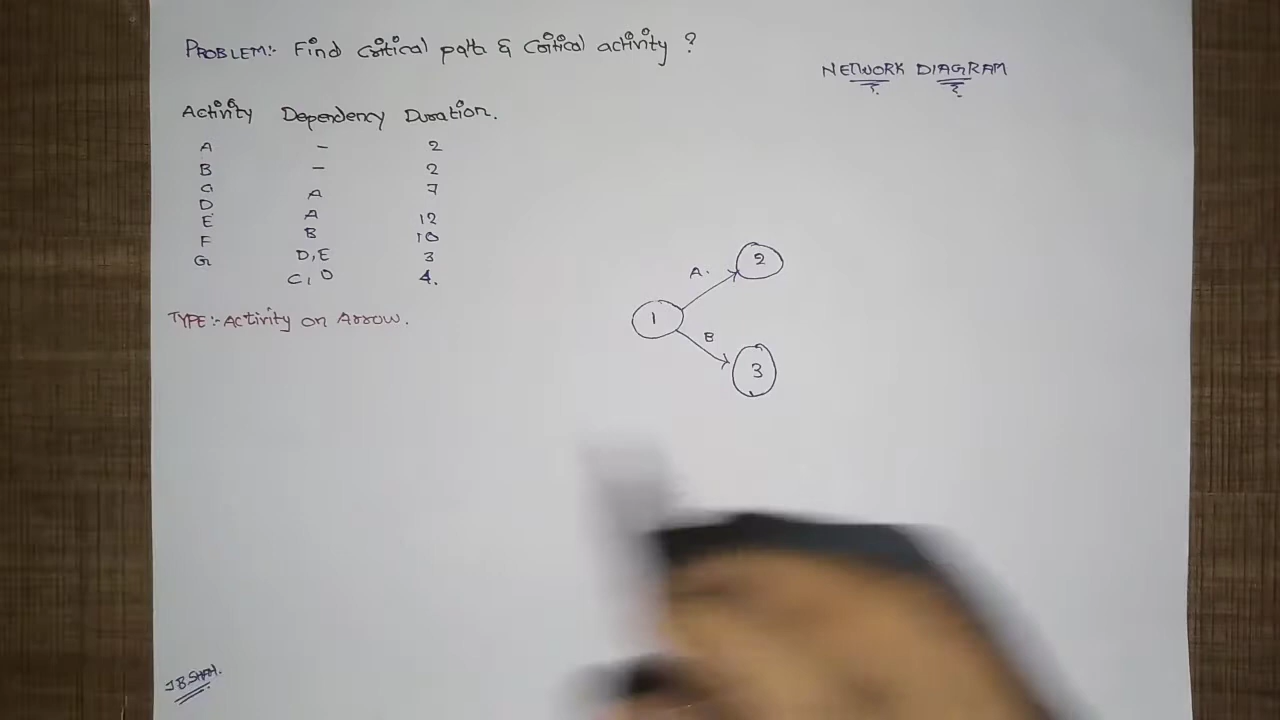 PROBLEM:- Find critical path & critical activity ?
NETWORK DIAGRAM
Activity Dependency Duration.
A - 2
B - 2
C A 7
D A 12
E B 10
F D,E 3
G C, D 4.
TYPE:- Activity on Arrow.
A.
2
1
B
3
JBSHAH.